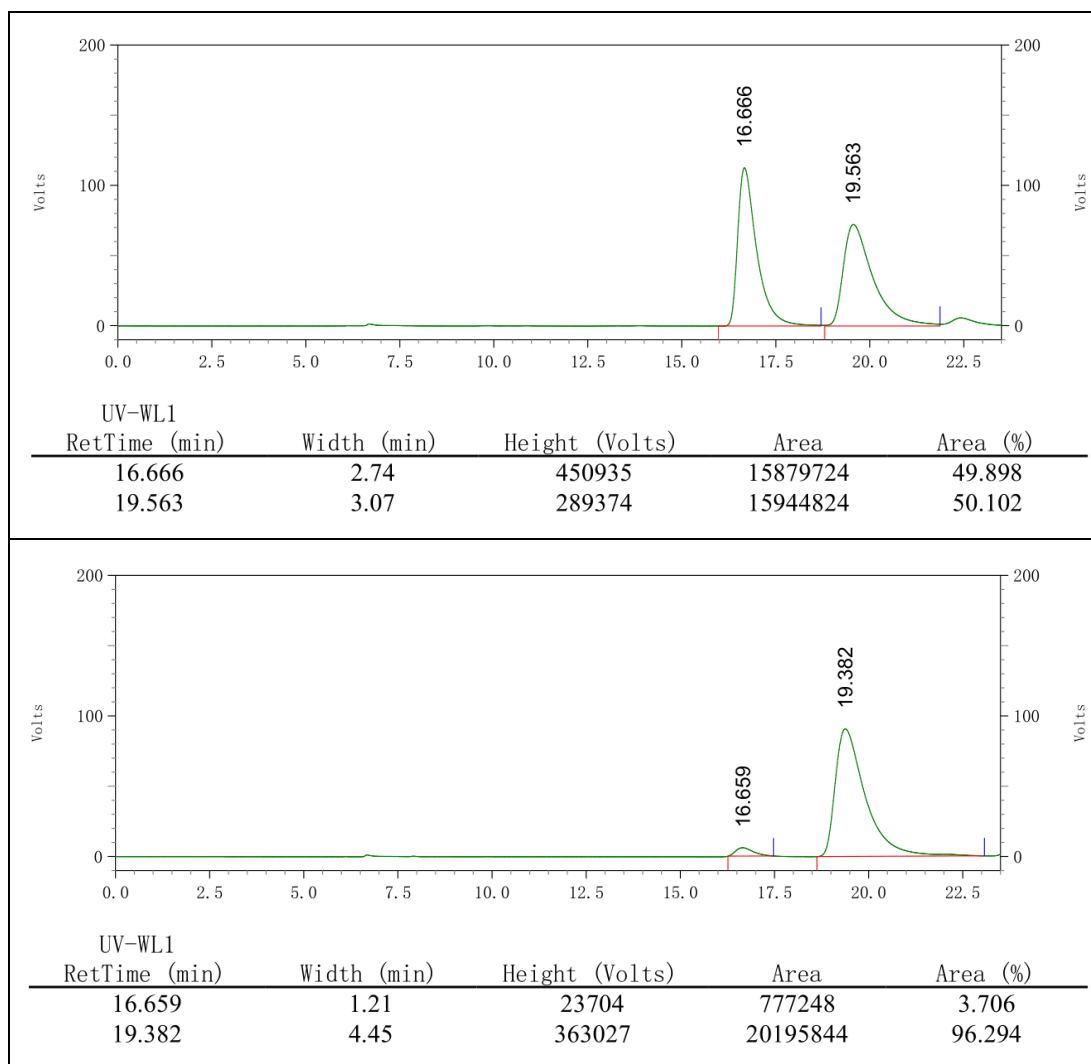 200
200
16.666
19.563
100
100
Volts
Volts
0
0
0.0 2.5 5.0 7.5 10.0 12.5 15.0 17.5 20.0 22.5
UV-WL1
RetTime (min) Width (min) Height (Volts) Area Area (%)
16.666 2.74 450935 15879724 49.898
19.563 3.07 289374 15944824 50.102
200
200
19.382
100
100
Volts
Volts
16.659
0
0
0.0 2.5 5.0 7.5 10.0 12.5 15.0 17.5 20.0 22.5
UV-WL1
RetTime (min) Width (min) Height (Volts) Area Area (%)
16.659 1.21 23704 777248 3.706
19.382 4.45 363027 20195844 96.294